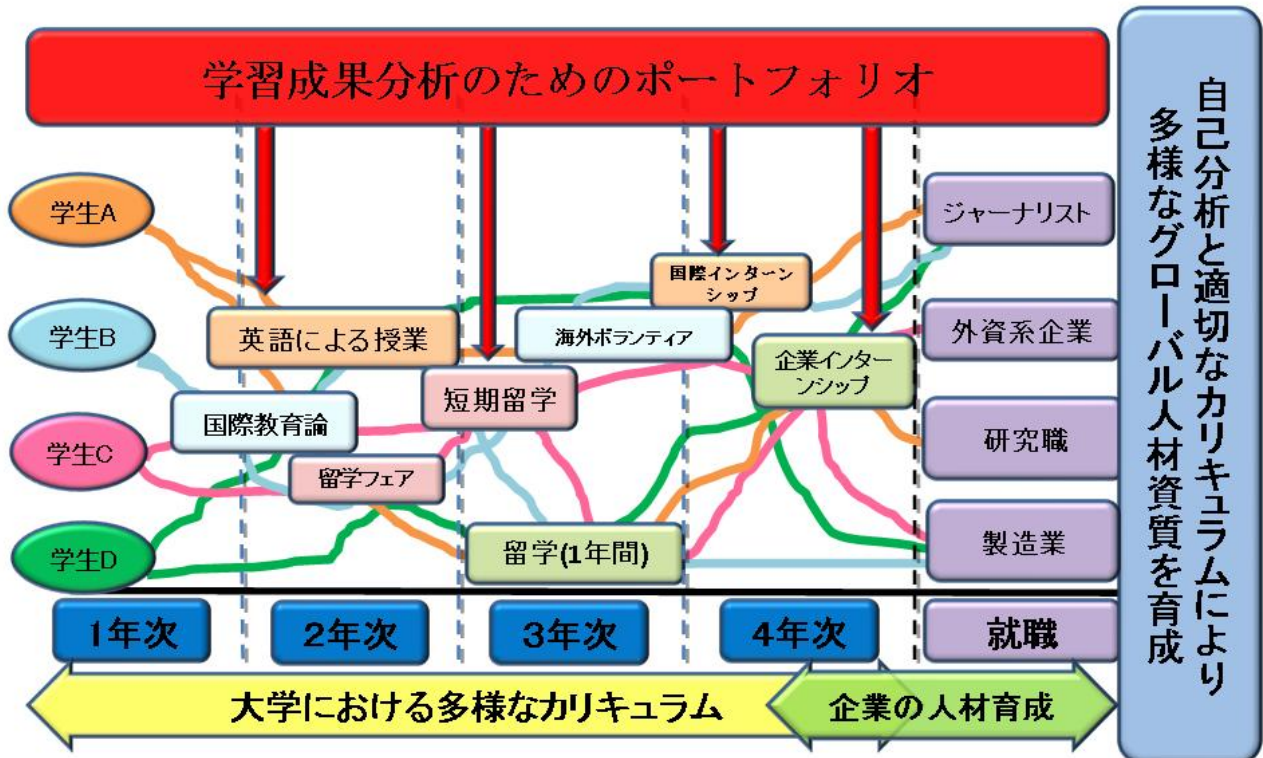 学習成果分析のためのポートフォリオ
自己分析と適切なカリキュラムにより
多様なグローバル人材資質を育成
学生A
学生B
学生C
学生D
英語による授業
国際教育論
留学フェア
短期留学
留学(1年間)
海外ボランティア
国際インターン
シップ
企業インター
ンシップ
ジャーナリスト
外資系企業
研究職
製造業
1年次
2年次
3年次
4年次
就職
大学における多様なカリキュラム
企業の人材育成